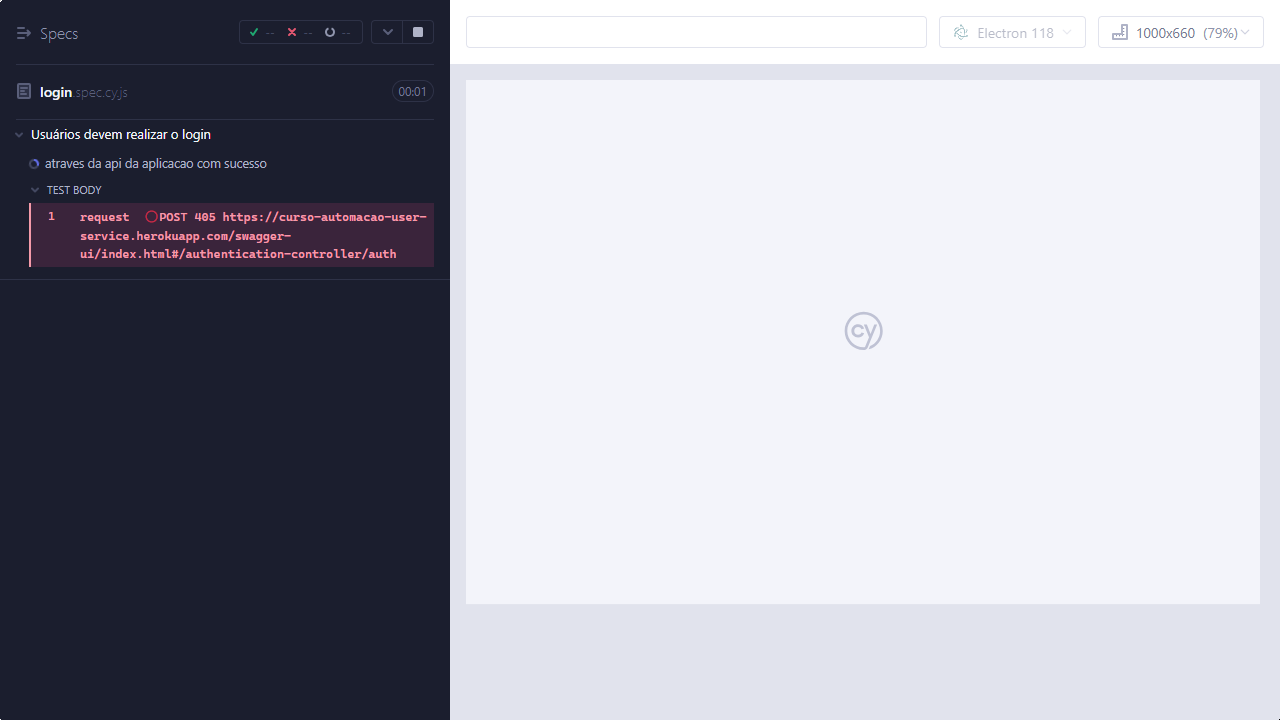 Specs
-- -- --
login.spec.cy.js
00:01
Usuários devem realizar o login
atraves da api da aplicacao com sucesso
TEST BODY
1 request POST 405 https://curso-automacao-user-
service.herokuapp.com/swagger-
ui/index.html#/authentication-controller/auth
Electron 118
1000x660 (79%)
cy